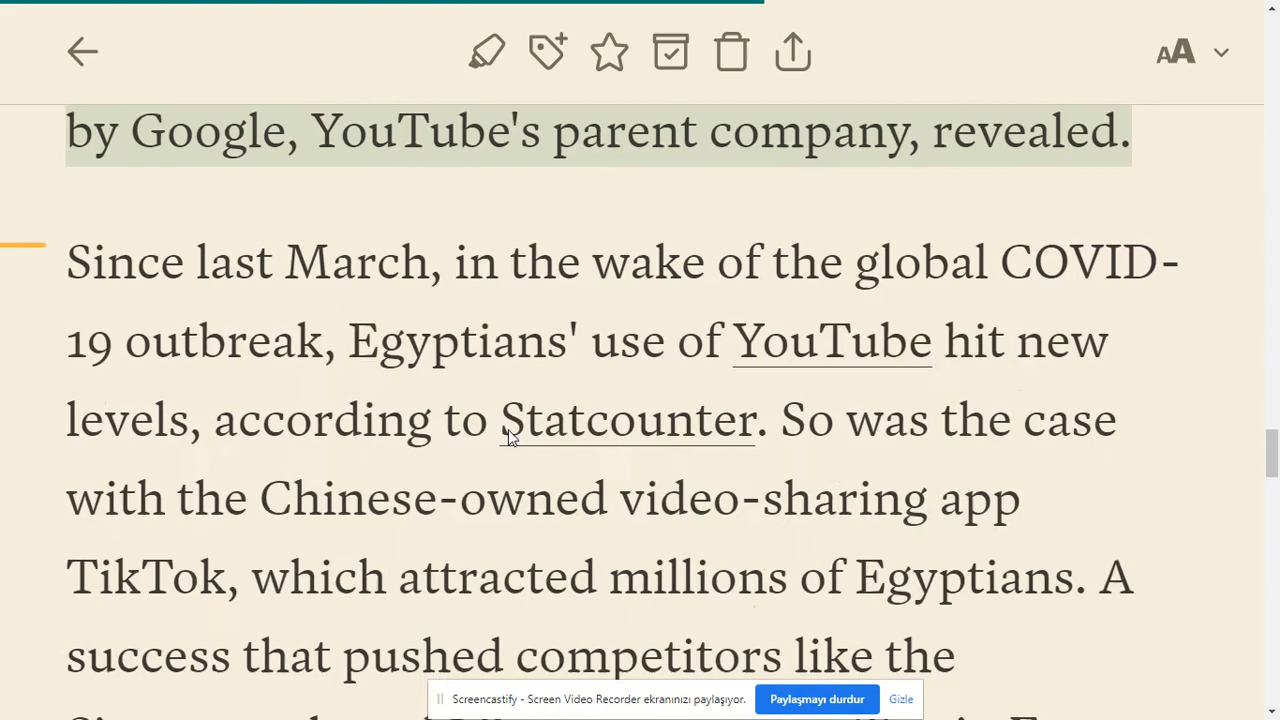 AA
by Google, YouTube's parent company, revealed.
Since last March, in the wake of the global COVID-
19 outbreak, Egyptians' use of YouTube hit new
levels, according to Statcounter. So was the case
with the Chinese-owned video-sharing app
TikTok, which attracted millions of Egyptians. A
success that pushed competitors like the
Screencastify - Screen Video Recorder ekranınızı paylaşıyor. Paylaşmayı durdur Gizle